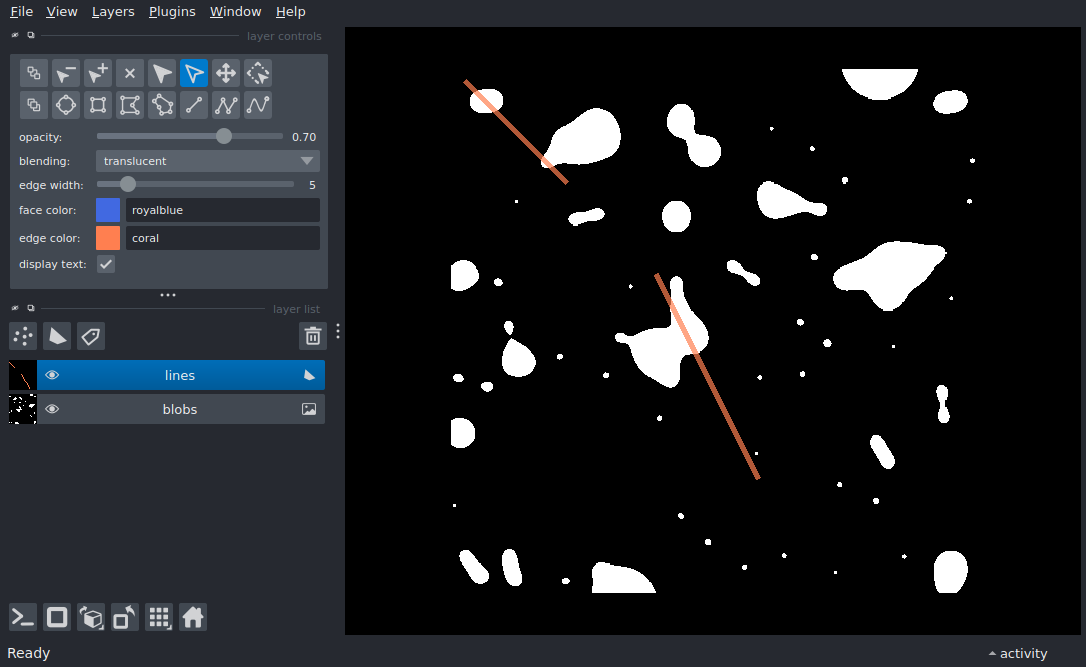 File View Layers Plugins Window Help
layer controls
opacity: 0.70
blending: translucent
edge width: 5
face color: royalblue
edge color: coral
display text:
layer list
lines
blobs
Ready
activity